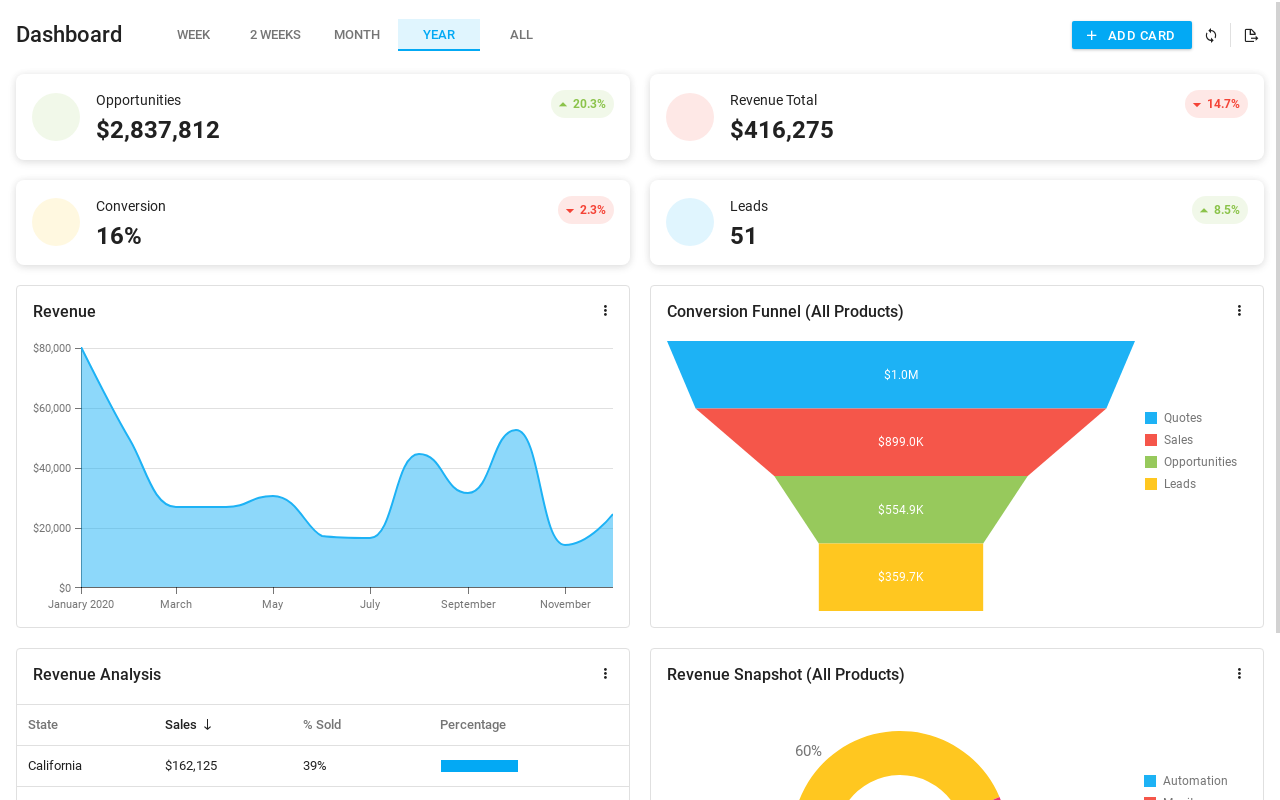 Dashboard WEEK 2 WEEKS MONTH YEAR ALL ADD CARD
Opportunities
$2,837,812
20.3%
Revenue Total
$416,275
14.7%
Conversion
16%
2.3%
Leads
51
8.5%
Revenue
$80,000
$60,000
$40,000
$20,000
$0
January 2020 March May July September November
Conversion Funnel (All Products)
$1.0M
$899.0K
$554.9K
$359.7K
Quotes
Sales
Opportunities
Leads
Revenue Analysis
State Sales % Sold Percentage
California $162,125 39%
Revenue Snapshot (All Products)
60%
Automation